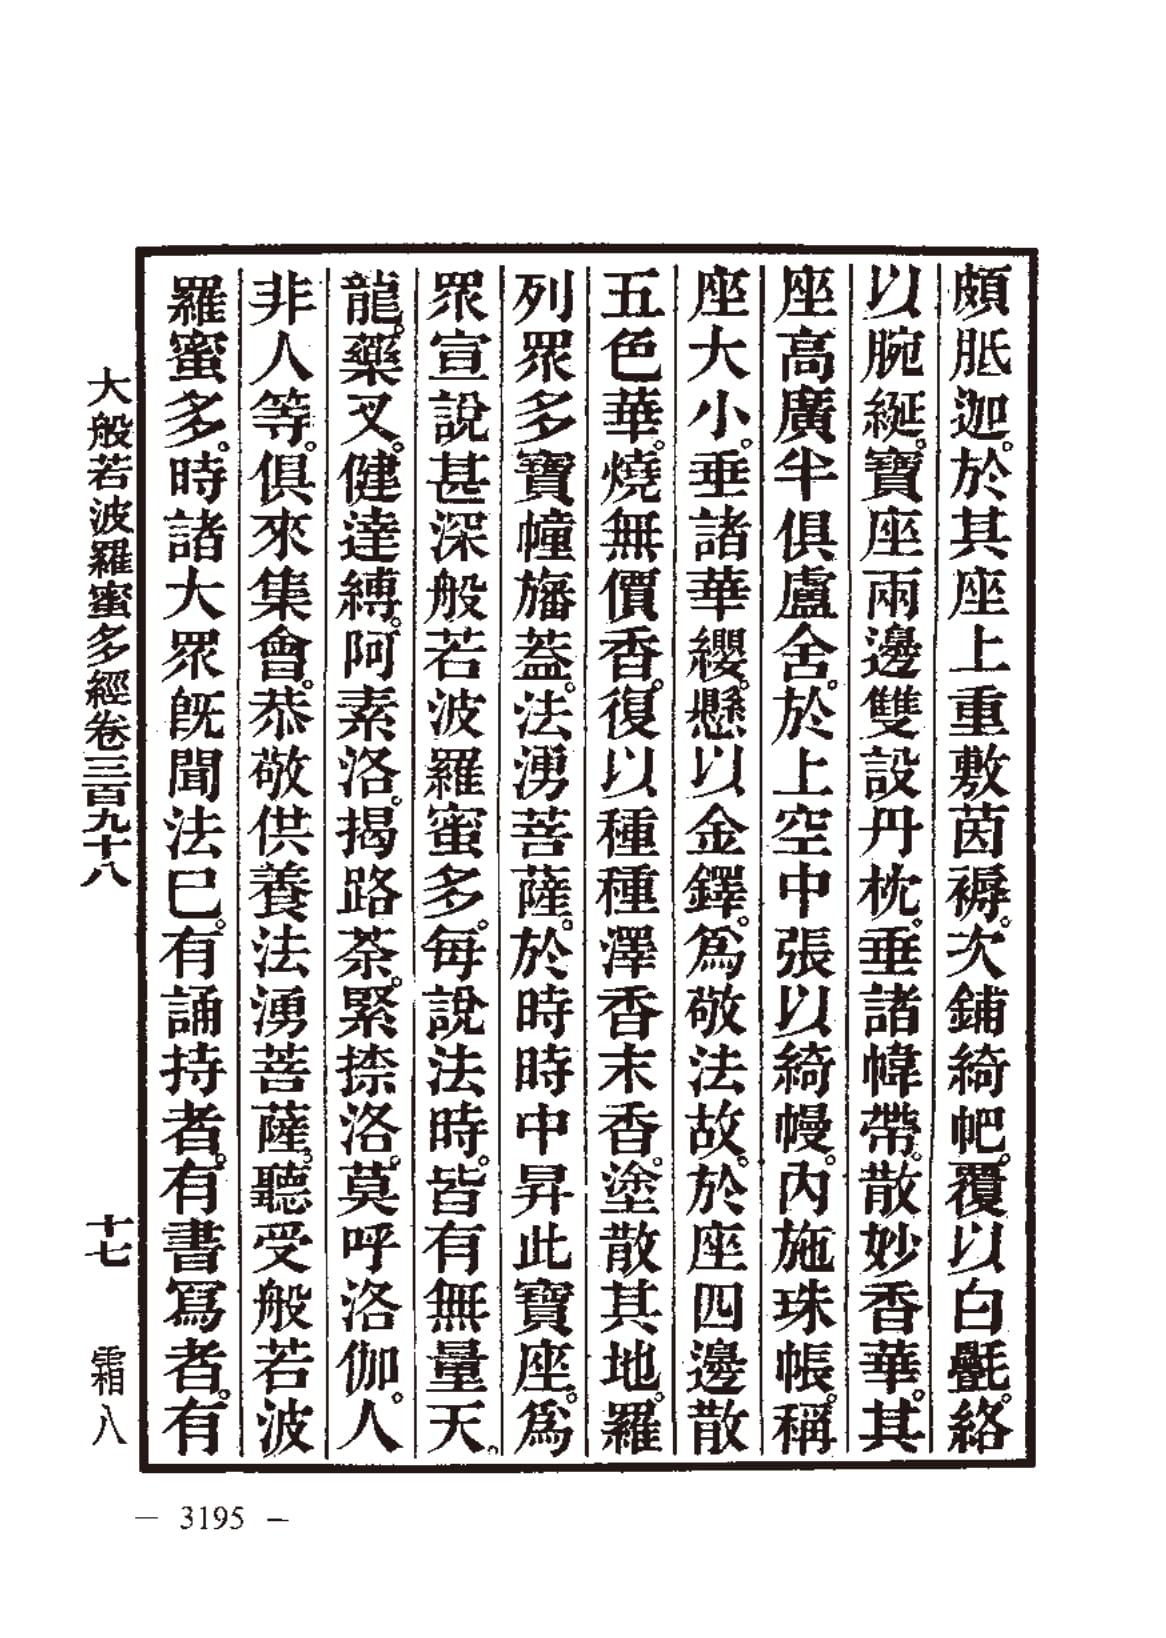 頗胝迦。於其座上重敷茵褥。次鋪綺帊。覆以白㲲。絡
以腕綖。寶座兩邊雙設丹枕。垂諸幃帶。散妙香華。其
座高廣半俱盧舍。於上空中張以綺幔。內施珠帳。稱
座大小。垂諸華纓。懸以金鐸。爲敬法故。於座四邊散
五色華。燒無價香。復以種種澤香末香。塗散其地。羅
列眾多寶幢旛蓋。法湧菩薩。於時時中昇此寶座。爲
眾宣說甚深般若波羅蜜多。每說法時。皆有無量天。
龍。藥叉。健達縛。阿素洛。揭路荼。緊捺洛。莫呼洛伽。人
非人等。俱來集會。恭敬供養法湧菩薩。聽受般若波
羅蜜多。時諸大眾旣聞法已。有誦持者。有書寫者。有
大般若波羅蜜多經卷三百九十八 十七 霜八
— 3195 —